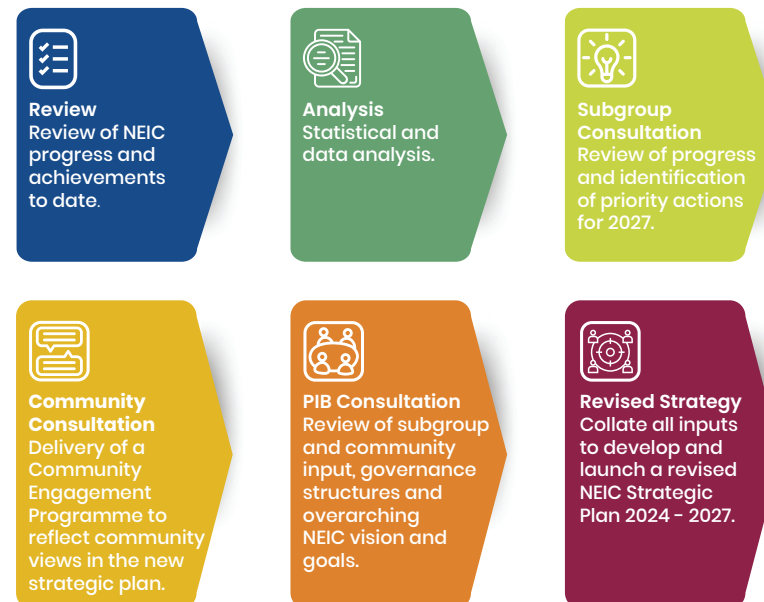 Review
Review of NEIC
progress and
achievements
to date.
Analysis
Statistical and
data analysis.
Subgroup
Consultation
Review of progress
and identification
of priority actions
for 2027.
Community
Consultation
Delivery of a
Community
Engagement
Programme to
reflect community
views in the new
strategic plan.
PIB Consultation
Review of subgroup
and community
input, governance
structures and
overarching
NEIC vision and
goals.
Revised Strategy
Collate all inputs
to develop and
launch a revised
NEIC Strategic
Plan 2024 - 2027.